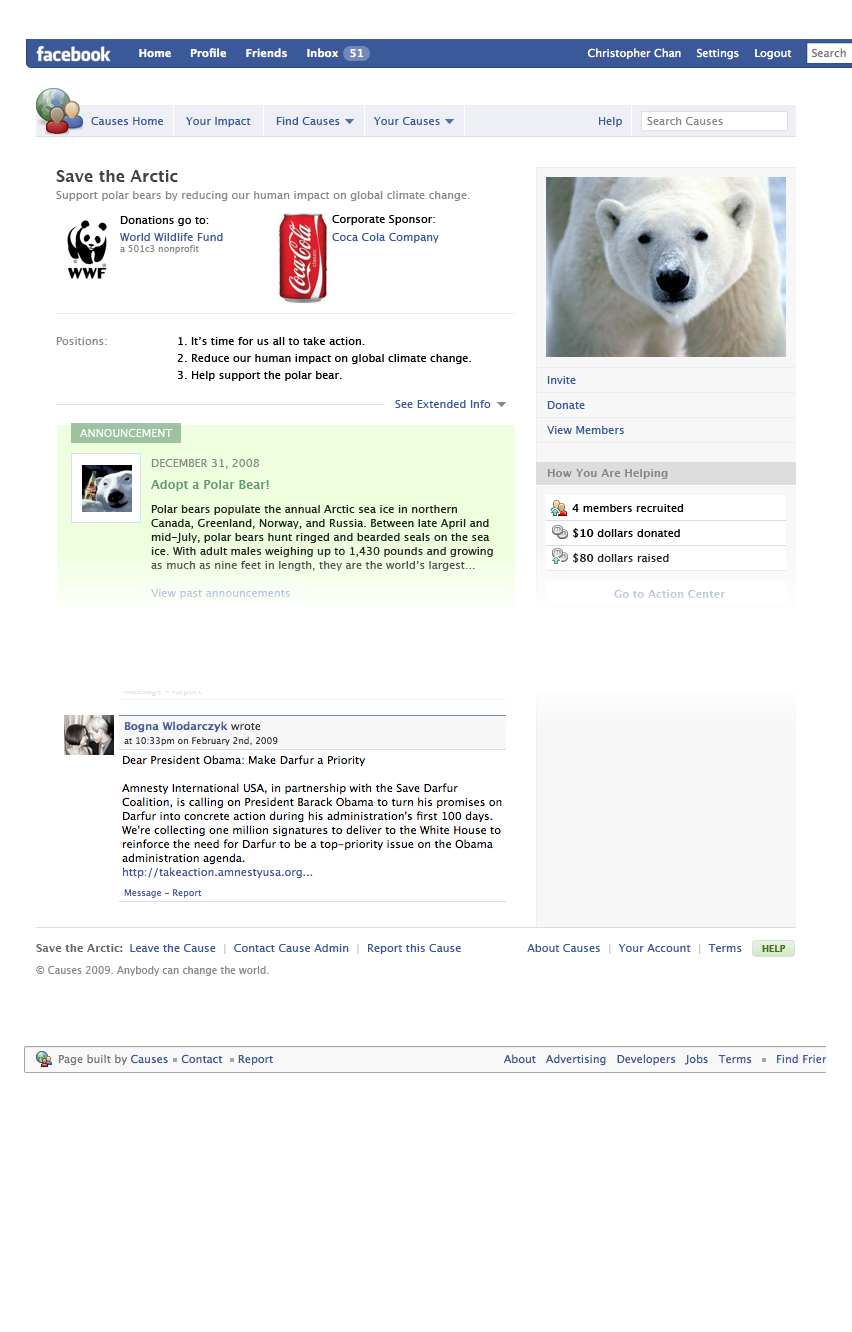 facebook Home Profile Friends Inbox 51 Christopher Chan Settings Logout Search
Causes Home Your Impact Find Causes Your Causes Help Search Causes
Save the Arctic
Support polar bears by reducing our human impact on global climate change.
Donations go to:
World Wildlife Fund
a 501c3 nonprofit
WWF
Corporate Sponsor:
Coca Cola Company
Coca-Cola
classic
Positions:
1. It's time for us all to take action.
2. Reduce our human impact on global climate change.
3. Help support the polar bear.
See Extended Info
ANNOUNCEMENT
DECEMBER 31, 2008
Adopt a Polar Bear!
Polar bears populate the annual Arctic sea ice in northern
Canada, Greenland, Norway, and Russia. Between late April and
mid-July, polar bears hunt ringed and bearded seals on the sea
ice. With adult males weighing up to 1,430 pounds and growing
as much as nine feet in length, they are the world's largest...
View past announcements
Invite
Donate
View Members
How You Are Helping
4 members recruited
$10 dollars donated
$80 dollars raised
Go to Action Center
Message - Report
Bogna Wlodarczyk wrote
at 10:33pm on February 2nd, 2009
Dear President Obama: Make Darfur a Priority
Amnesty International USA, in partnership with the Save Darfur
Coalition, is calling on President Barack Obama to turn his promises on
Darfur into concrete action during his administration's first 100 days.
We're collecting one million signatures to deliver to the White House to
reinforce the need for Darfur to be a top-priority issue on the Obama
administration agenda.
http://takeaction.amnestyusa.org...
Message - Report
Save the Arctic: Leave the Cause | Contact Cause Admin | Report this Cause About Causes | Your Account | Terms HELP
© Causes 2009. Anybody can change the world.
Page built by Causes Contact Report About Advertising Developers Jobs Terms Find Frier